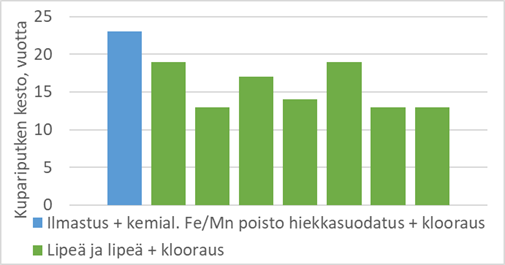 Kupariputken kesto, vuotta
25
20
15
10
5
0
Ilmastus + kemial. Fe/Mn poisto hiekkasuodatus + klooraus
Lipeä ja lipeä + klooraus